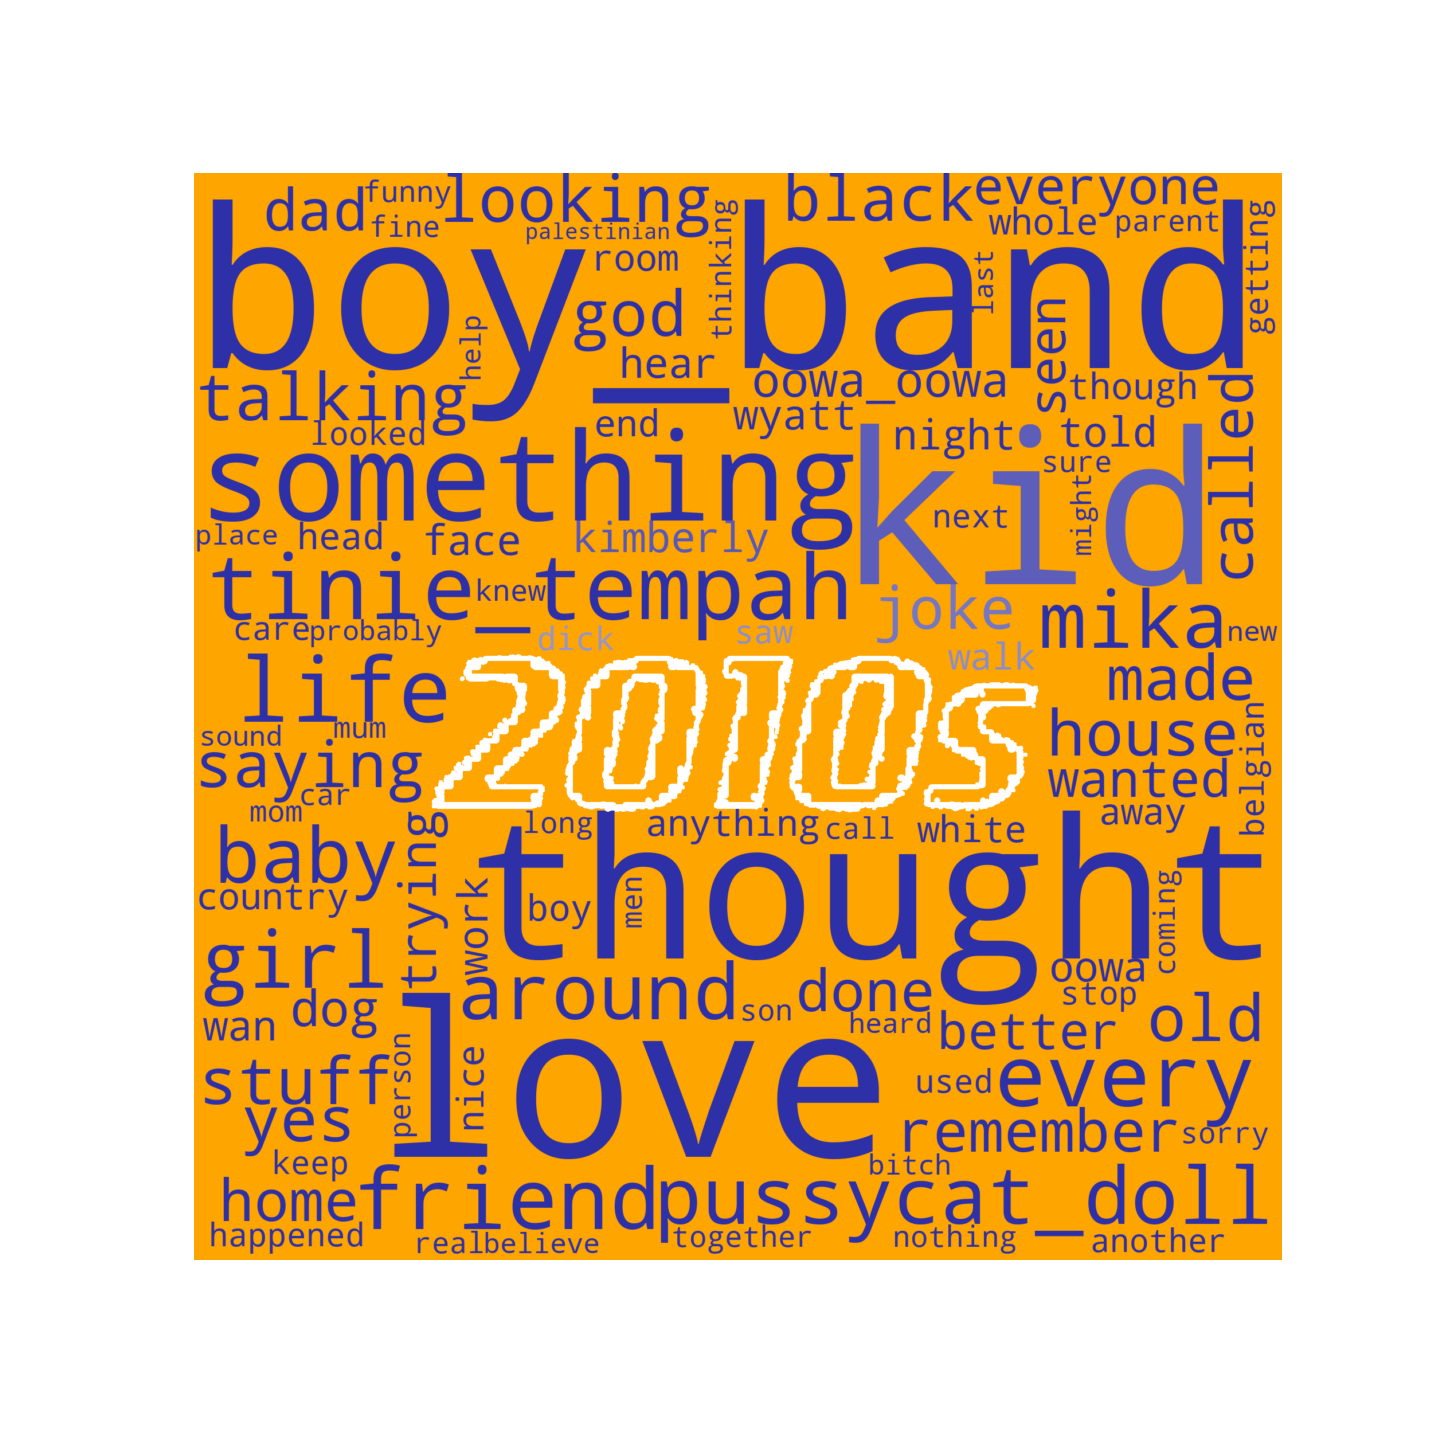 dad
funny
looking
black
everyone
fine
palestinian
thinking
whole
parent
getting
boy_band
room
last
god
help
hear
seen
talking
oowa_oowa
though
called
looked
end
wyatt
night
told
something
kid
sure
might
next
place
head
face
kimberly
tinie_tempah
knew
joke
mika
care
probably
dick
saw
walk
new
life
2010s
made
mum
sound
house
belgian
saying
wanted
mom
car
away
trying
long
anything
call
white
baby
thought
country
work
boy
men
coming
girl
around
oowa
done
stop
dog
son
heard
better
old
wan
love
person
nice
stuff
used
every
yes
remember
sorry
keep
bitch
home
friend
pussycat_doll
happened
real
believe
together
nothing
another